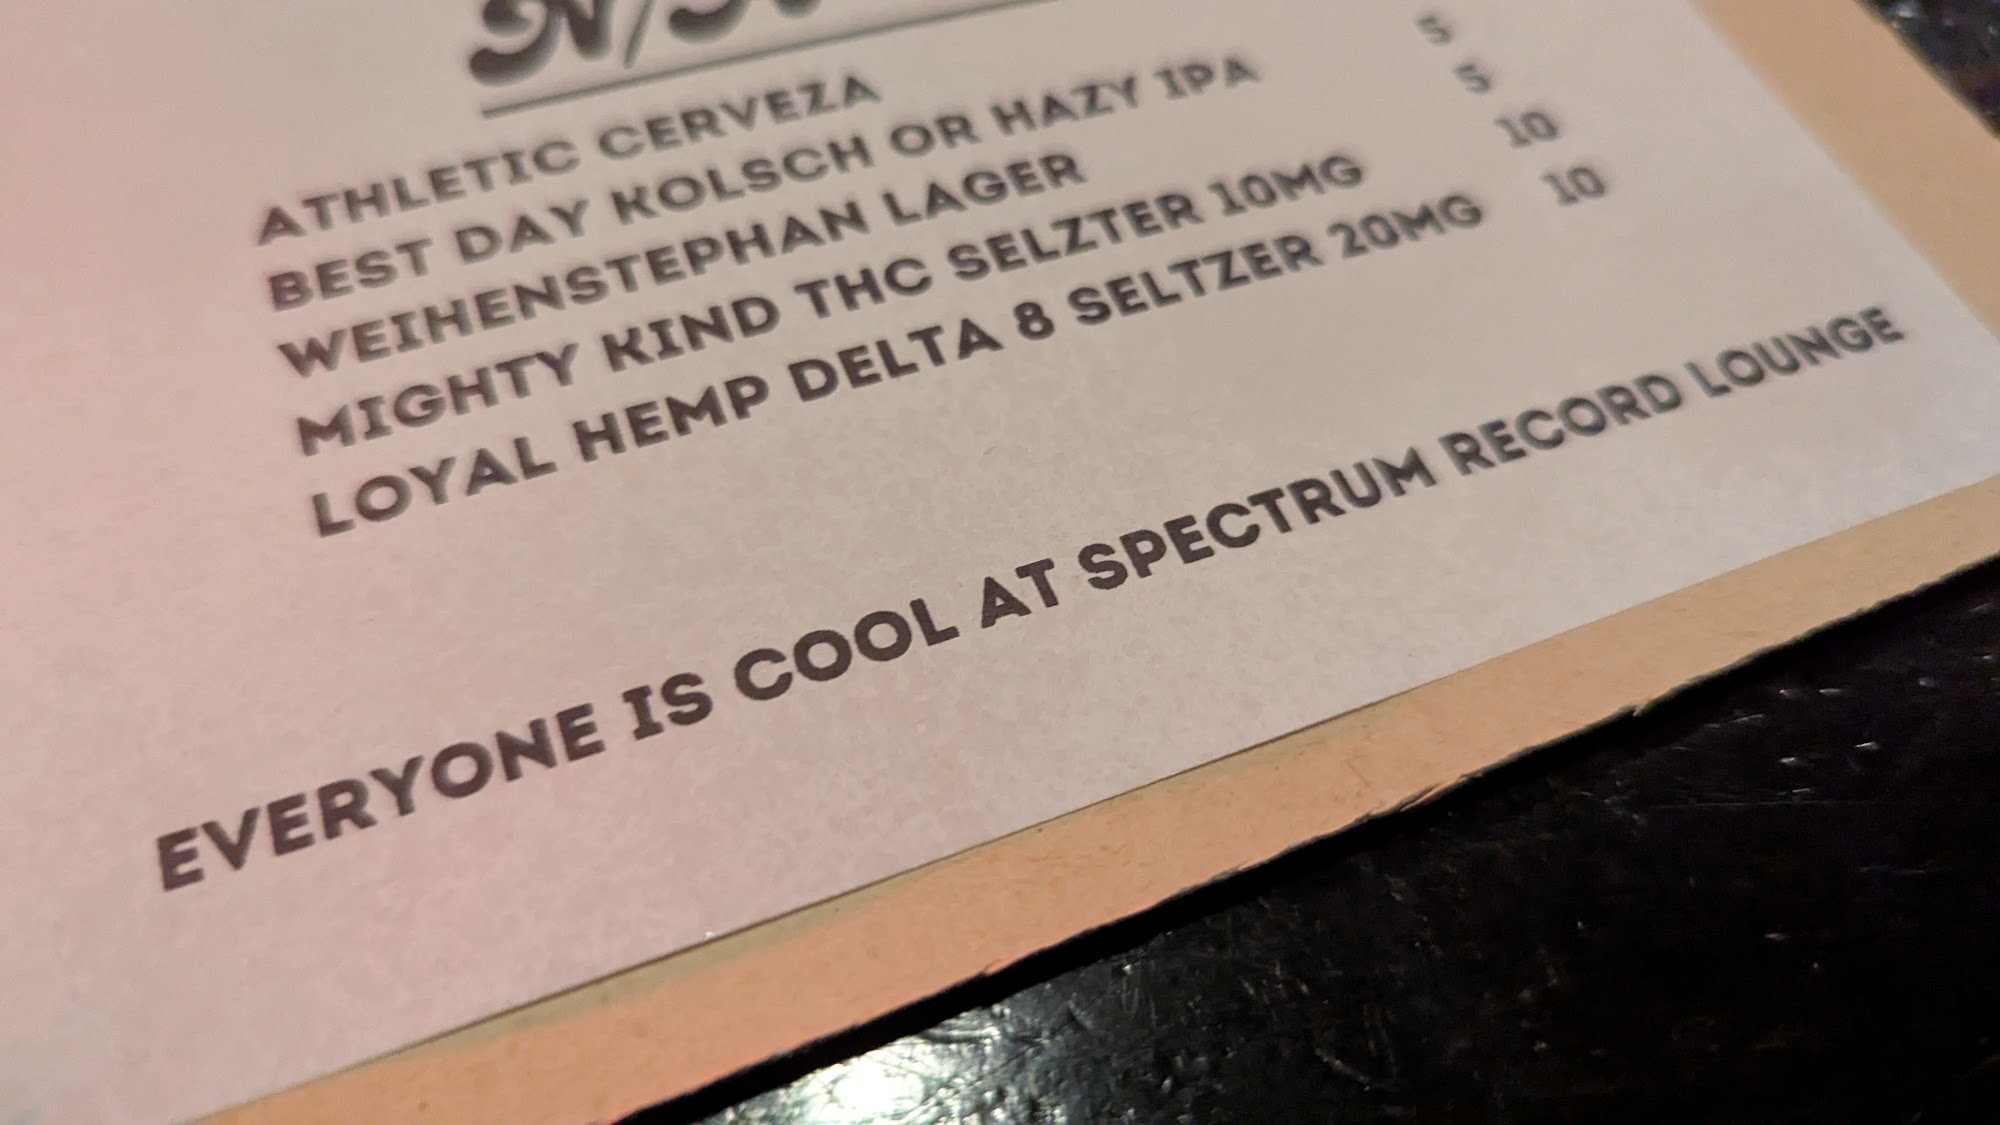 N/A
ATHLETIC CERVEZA
BEST DAY KOLSCH OR HAZY IPA 5
WEIHENSTEPHAN LAGER 5
MIGHTY KIND THC SELZTER 10MG 10
LOYAL HEMP DELTA 8 SELTZER 20MG 10
EVERYONE IS COOL AT SPECTRUM RECORD LOUNGE